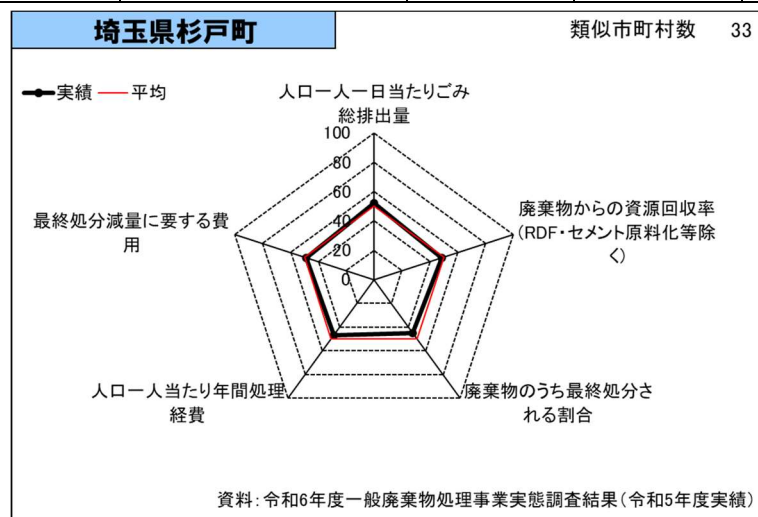 埼玉県杉戸町
類似市町村数 33
実績 平均
人口一人一日当たりごみ
総排出量
100
80
60
40
20
0
廃棄物からの資源回収率
(RDF・セメント原料化等除
く)
最終処分減量に要する費
用
人口一人当たり年間処理
経費
廃棄物のうち最終処分さ
れる割合
資料:令和6年度一般廃棄物処理事業実態調査結果(令和5年度実績)